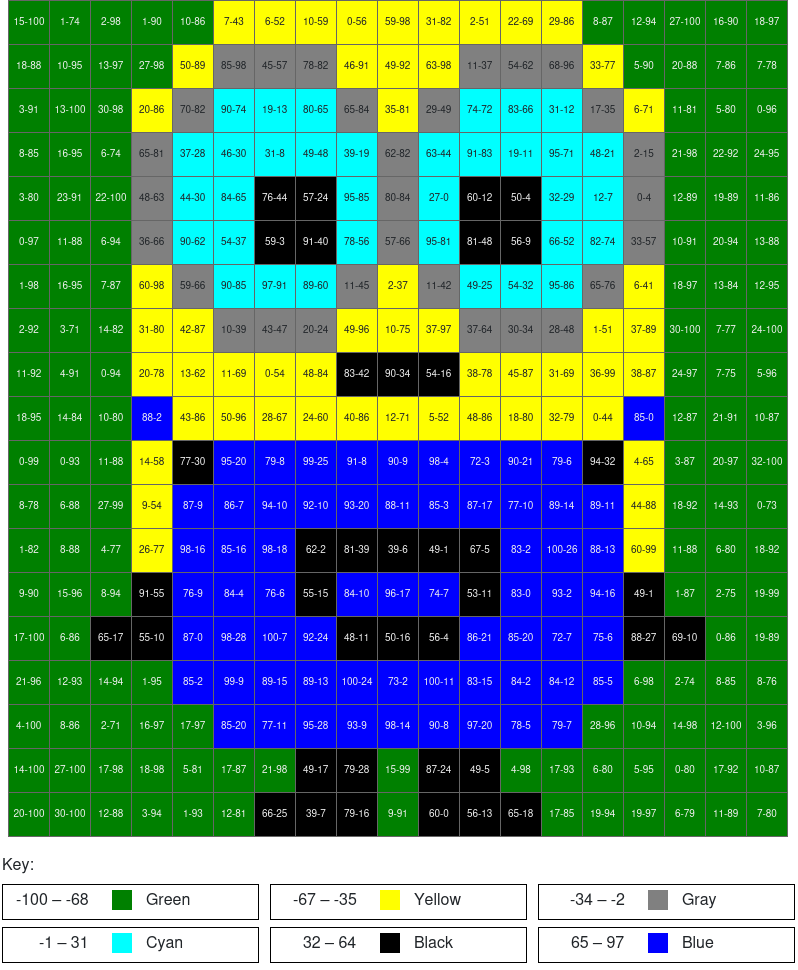 15-100 1-74 2-98 1-90 10-86 7-43 6-52 10-59 0-56 59-98 31-82 2-51 22-69 29-86 8-87 12-94 27-100 16-90 18-97
18-88 10-95 13-97 27-98 50-89 85-98 45-57 78-82 46-91 49-92 63-98 11-37 54-62 68-96 33-77 5-90 20-88 7-86 7-78
3-91 13-100 30-98 20-86 70-82 90-74 19-13 80-65 65-84 35-81 29-49 74-72 83-66 31-12 17-35 6-71 11-81 5-80 0-96
8-85 16-95 6-74 65-81 37-28 46-30 31-8 49-48 39-19 62-82 63-44 91-83 19-11 95-71 48-21 2-15 21-98 22-92 24-95
3-80 23-91 22-100 48-63 44-30 84-65 76-44 57-24 95-85 80-84 27-0 60-12 50-4 32-29 12-7 0-4 12-89 19-89 11-86
0-97 11-88 6-94 36-66 90-62 54-37 59-3 91-40 78-56 57-66 95-81 81-48 56-9 66-52 82-74 33-57 10-91 20-94 13-88
1-98 16-95 7-87 60-98 59-66 90-85 97-91 89-60 11-45 2-37 11-42 49-25 54-32 95-86 65-76 6-41 18-97 13-84 12-95
2-92 3-71 14-82 31-80 42-87 10-39 43-47 20-24 49-96 10-75 37-97 37-64 30-34 28-48 1-51 37-89 30-100 7-77 24-100
11-92 4-91 0-94 20-78 13-62 11-69 0-54 48-84 83-42 90-34 54-16 38-78 45-87 31-69 36-99 38-87 24-97 7-75 5-96
18-95 14-84 10-80 88-2 43-86 50-96 28-67 24-60 40-86 12-71 5-52 48-86 18-80 32-79 0-44 85-0 12-87 21-91 10-87
0-99 0-93 11-88 14-58 77-30 95-20 79-8 99-25 91-8 90-9 98-4 72-3 90-21 79-6 94-32 4-65 3-87 20-97 32-100
8-78 6-88 27-99 9-54 87-9 86-7 94-10 92-10 93-20 88-11 85-3 87-17 77-10 89-14 89-11 44-88 18-92 14-93 0-73
1-82 8-88 4-77 26-77 98-16 85-16 98-18 62-2 81-39 39-6 49-1 67-5 83-2 100-26 88-13 60-99 11-88 6-80 18-92
9-90 15-96 8-94 91-55 76-9 84-4 76-6 55-15 84-10 96-17 74-7 53-11 83-0 93-2 94-16 49-1 1-87 2-75 19-99
17-100 6-86 65-17 55-10 87-0 98-28 100-7 92-24 48-11 50-16 56-4 86-21 85-20 72-7 75-6 88-27 69-10 0-86 19-89
21-96 12-93 14-94 1-95 85-2 99-9 89-15 89-13 100-24 73-2 100-11 83-15 84-2 84-12 85-5 6-98 2-74 8-85 8-76
4-100 8-86 2-71 16-97 17-97 85-20 77-11 95-28 93-9 98-14 90-8 97-20 78-5 79-7 28-96 10-94 14-98 12-100 3-96
14-100 27-100 17-98 18-98 5-81 17-87 21-98 49-17 79-28 15-99 87-24 49-5 4-98 17-93 6-80 5-95 0-80 17-92 10-87
20-100 30-100 12-88 3-94 1-93 12-81 66-25 39-7 79-16 9-91 60-0 56-13 65-18 17-85 19-94 19-97 6-79 11-89 7-80
Key:
-100 – -68 Green -67 – -35 Yellow -34 – -2 Gray
-1 – 31 Cyan 32 – 64 Black 65 – 97 Blue